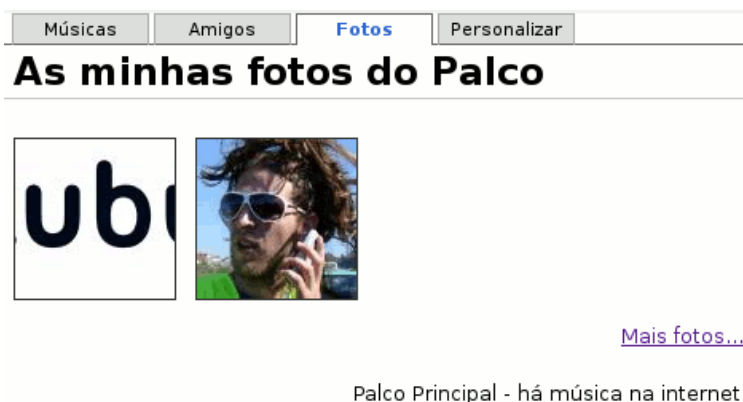 Músicas Amigos Fotos Personalizar
As minhas fotos do Palco
ubu
Mais fotos...
Palco Principal - há música na internet